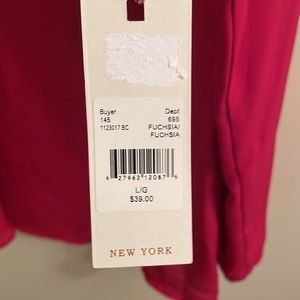 Buyer Dept
145 695
1123017 BC FUCHSIA/
FUCHSIA
6 27962 12087 6
L/G
$39.00
NEW YORK